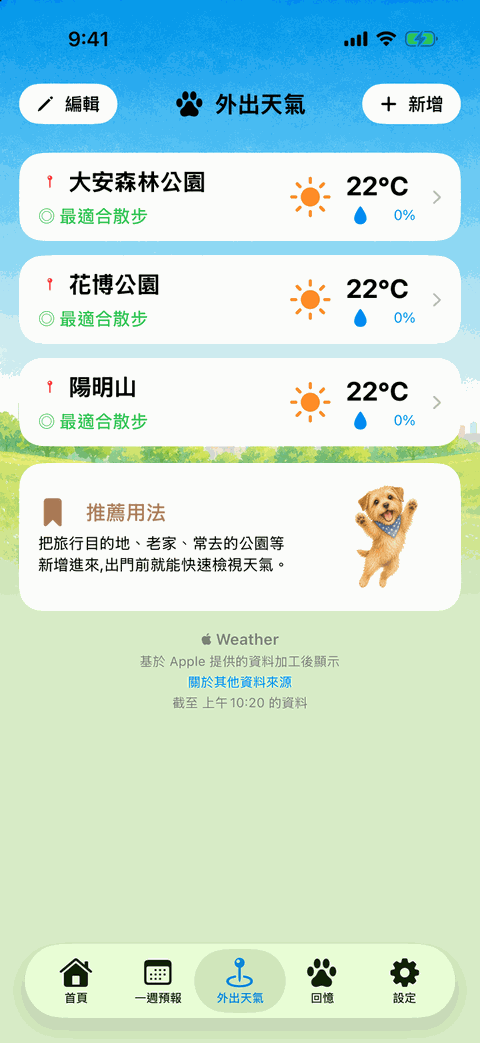 9:41
編輯
外出天氣
新增
大安森林公園
22°C
◎ 最適合散步
0%
花博公園
22°C
◎ 最適合散步
0%
陽明山
22°C
◎ 最適合散步
0%
推薦用法
把旅行目的地、老家、常去的公園等
新增進來,出門前就能快速檢視天氣。
Weather
基於 Apple 提供的資料加工後顯示
關於其他資料來源
截至 上午10:20 的資料
首頁
一週預報
外出天氣
回憶
設定